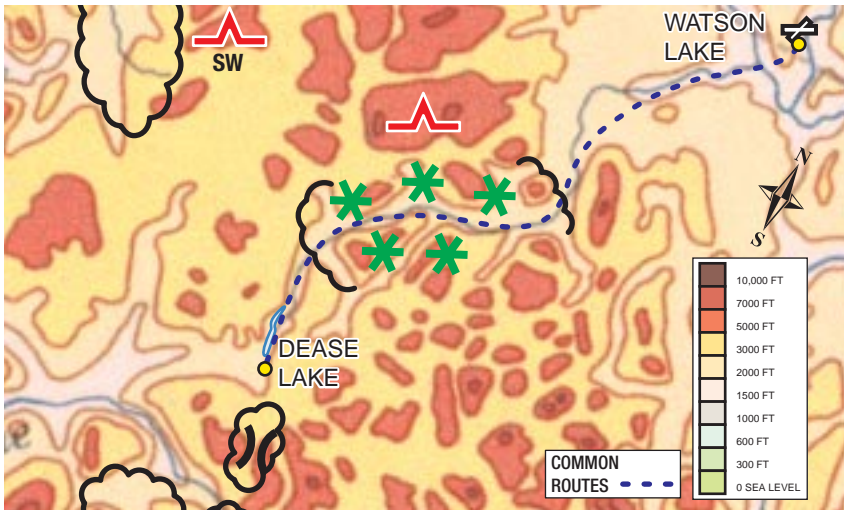 WATSON
LAKE
SW
N
S
DEASE
LAKE
10,000 FT
7000 FT
5000 FT
3000 FT
2000 FT
1500 FT
1000 FT
600 FT
300 FT
0 SEA LEVEL
COMMON
ROUTES